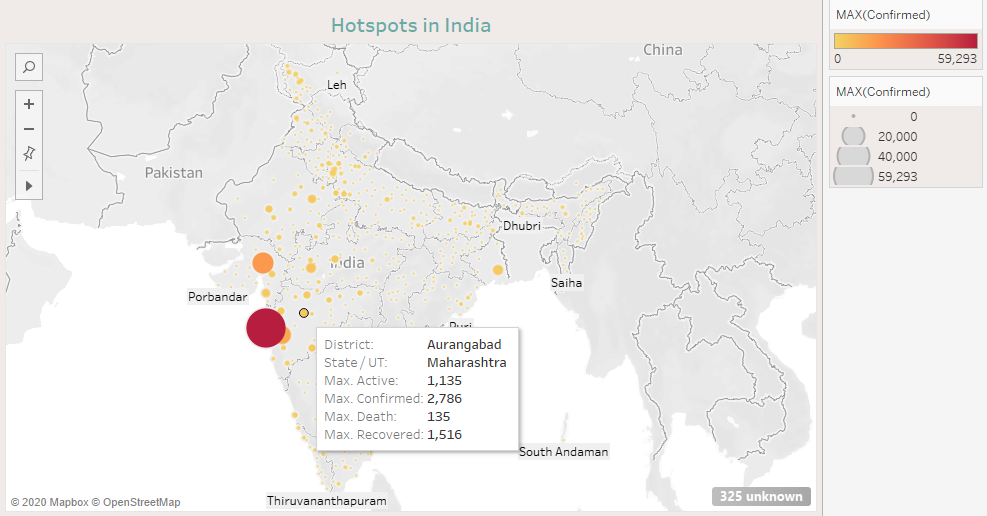 Hotspots in India
MAX(Confirmed)
0 59,293
MAX(Confirmed)
0
20,000
40,000
59,293
China
Leh
Pakistan
Dhubri
India
Saiha
Porbandar
Puri
District: Aurangabad
State / UT: Maharashtra
Max. Active: 1,135
Max. Confirmed: 2,786
Max. Death: 135
Max. Recovered: 1,516
South Andaman
Thiruvananthapuram
325 unknown
© 2020 Mapbox © OpenStreetMap